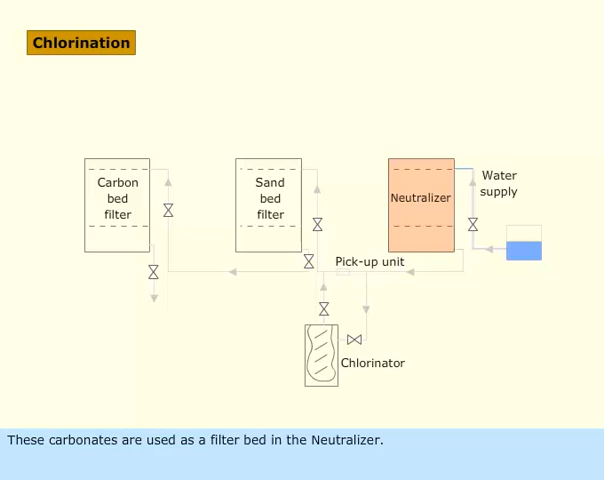 Chlorination
Carbon
bed
filter
Sand
bed
filter
Neutralizer
Water
supply
Pick-up unit
Chlorinator
These carbonates are used as a filter bed in the Neutralizer.